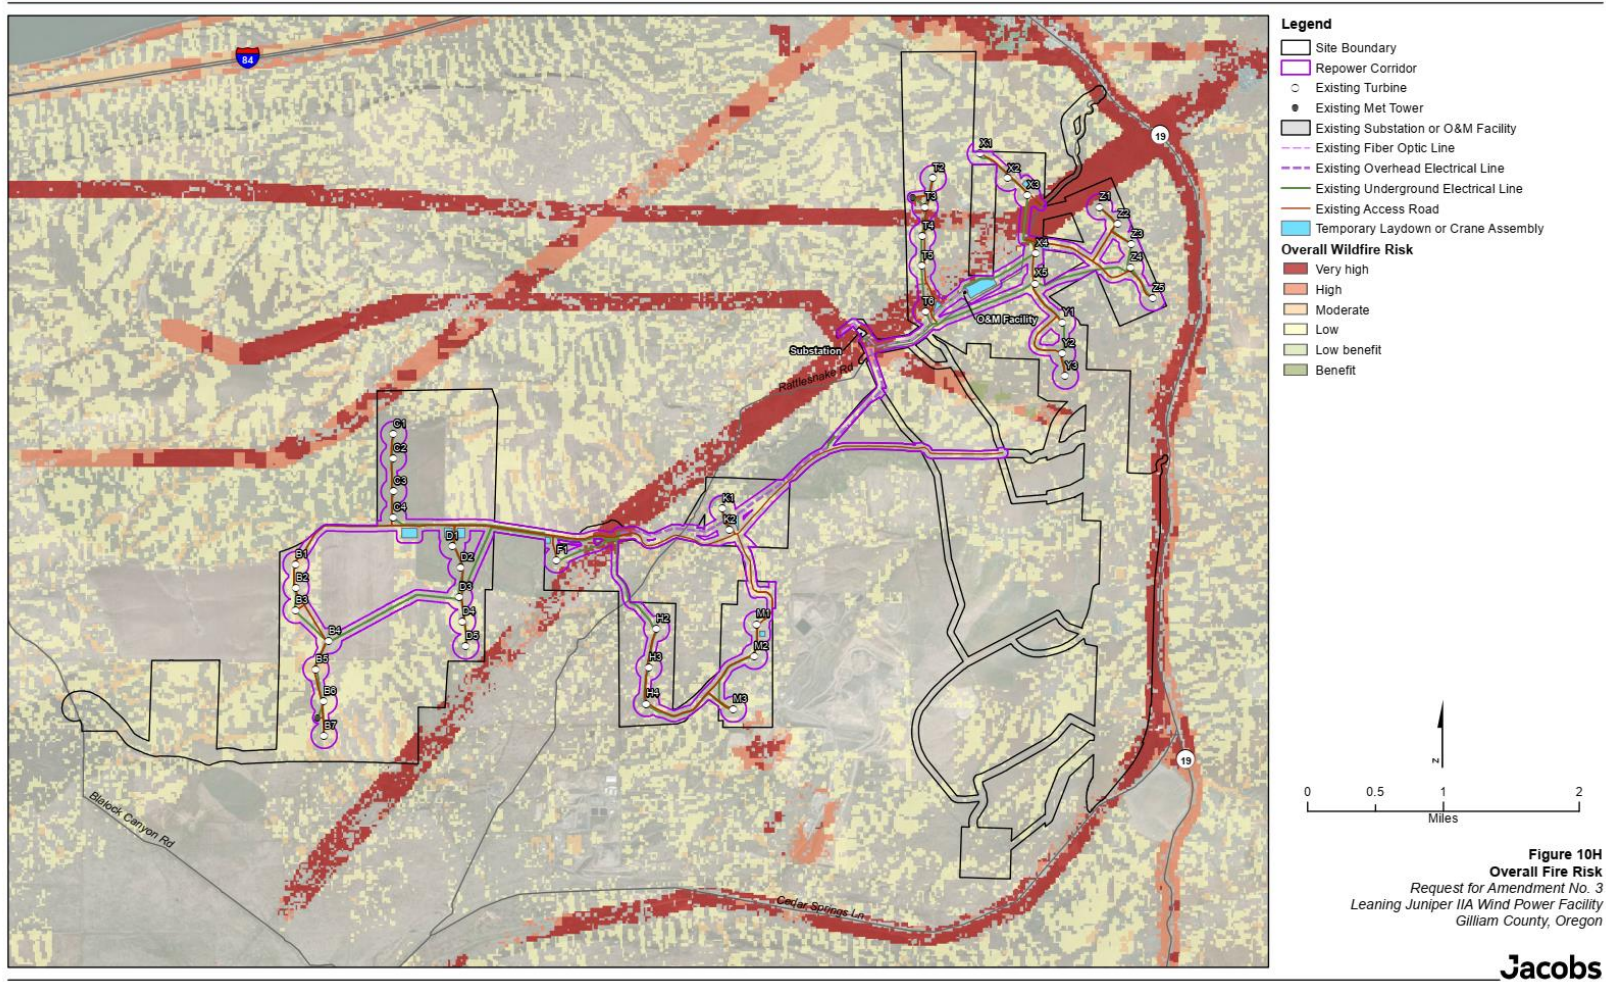 84
19
X1
X2
T2
X3
T3
Z1
Z2
T4
Z3
X4
T5
Z4
X5
Z5
T6
Y1
O&M Facility
Y2
Substation
Y3
Rattlesnake Rd
C1
C2
C3
K1
C4
K2
D1
F1
B1
D2
B2
D3
B3
D4
M1
H2
B4
D5
M2
H3
B5
B6
H4
M3
B7
19
Blalock Canyon Rd
Cedar Springs Ln
Legend
Site Boundary
Repower Corridor
Existing Turbine
Existing Met Tower
Existing Substation or O&M Facility
Existing Fiber Optic Line
Existing Overhead Electrical Line
Existing Underground Electrical Line
Existing Access Road
Temporary Laydown or Crane Assembly
Overall Wildfire Risk
Very high
High
Moderate
Low
Low benefit
Benefit
N
0 0.5 1 2
Miles
Figure 10H
Overall Fire Risk
Request for Amendment No. 3
Leaning Juniper IIA Wind Power Facility
Gilliam County, Oregon
Jacobs